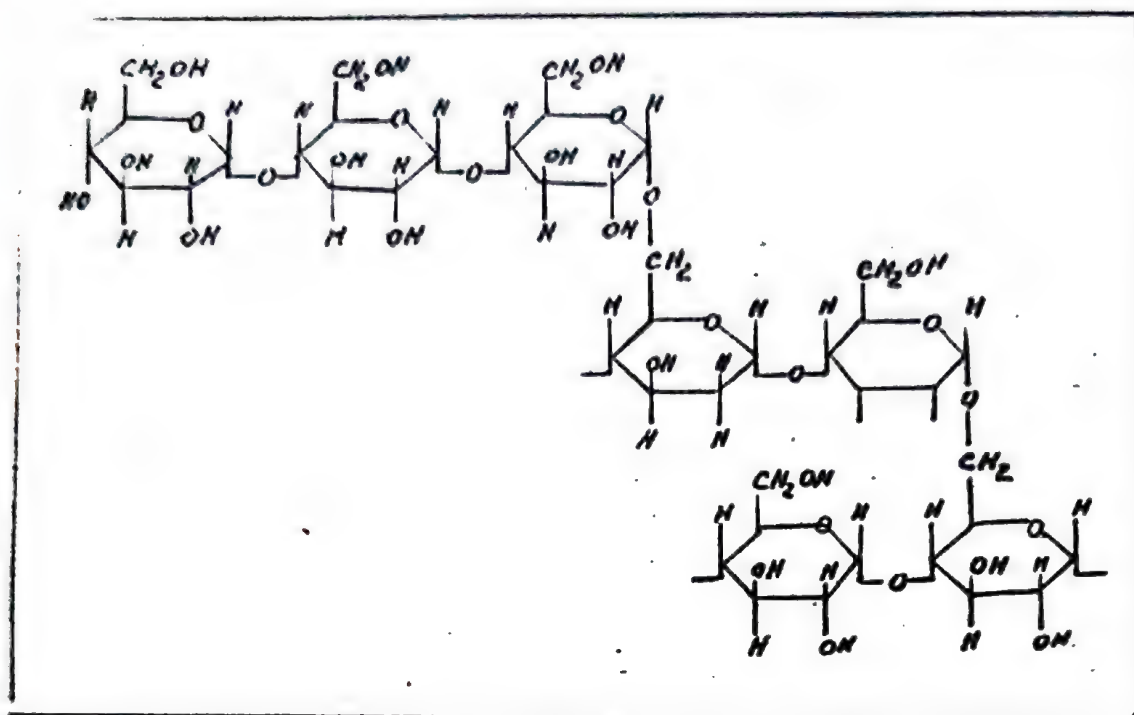 CH2OH CH2OH CH2OH
H O H H O H H O H
OH H O OH H O OH H O
HO H OH H OH H OH
CH2 CH2OH
H O H H O H
OH H O O
H H
CH2OH CH2
H O H H O H
OH H O OH H
H OH H OH